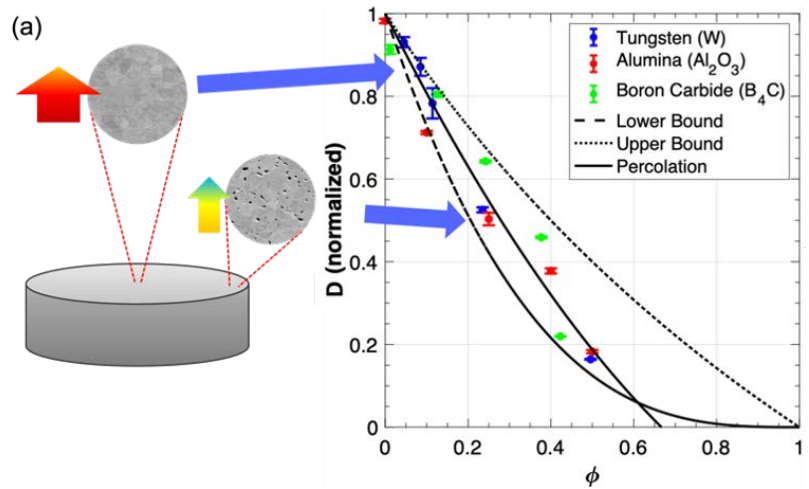 (a)
1
0.8
0.6
0.4
0.2
0
D (normalized)
Tungsten (W)
Alumina (Al₂O₃)
Boron Carbide (B₄C)
Lower Bound
Upper Bound
Percolation
0 0.2 0.4 0.6 0.8 1
ϕ